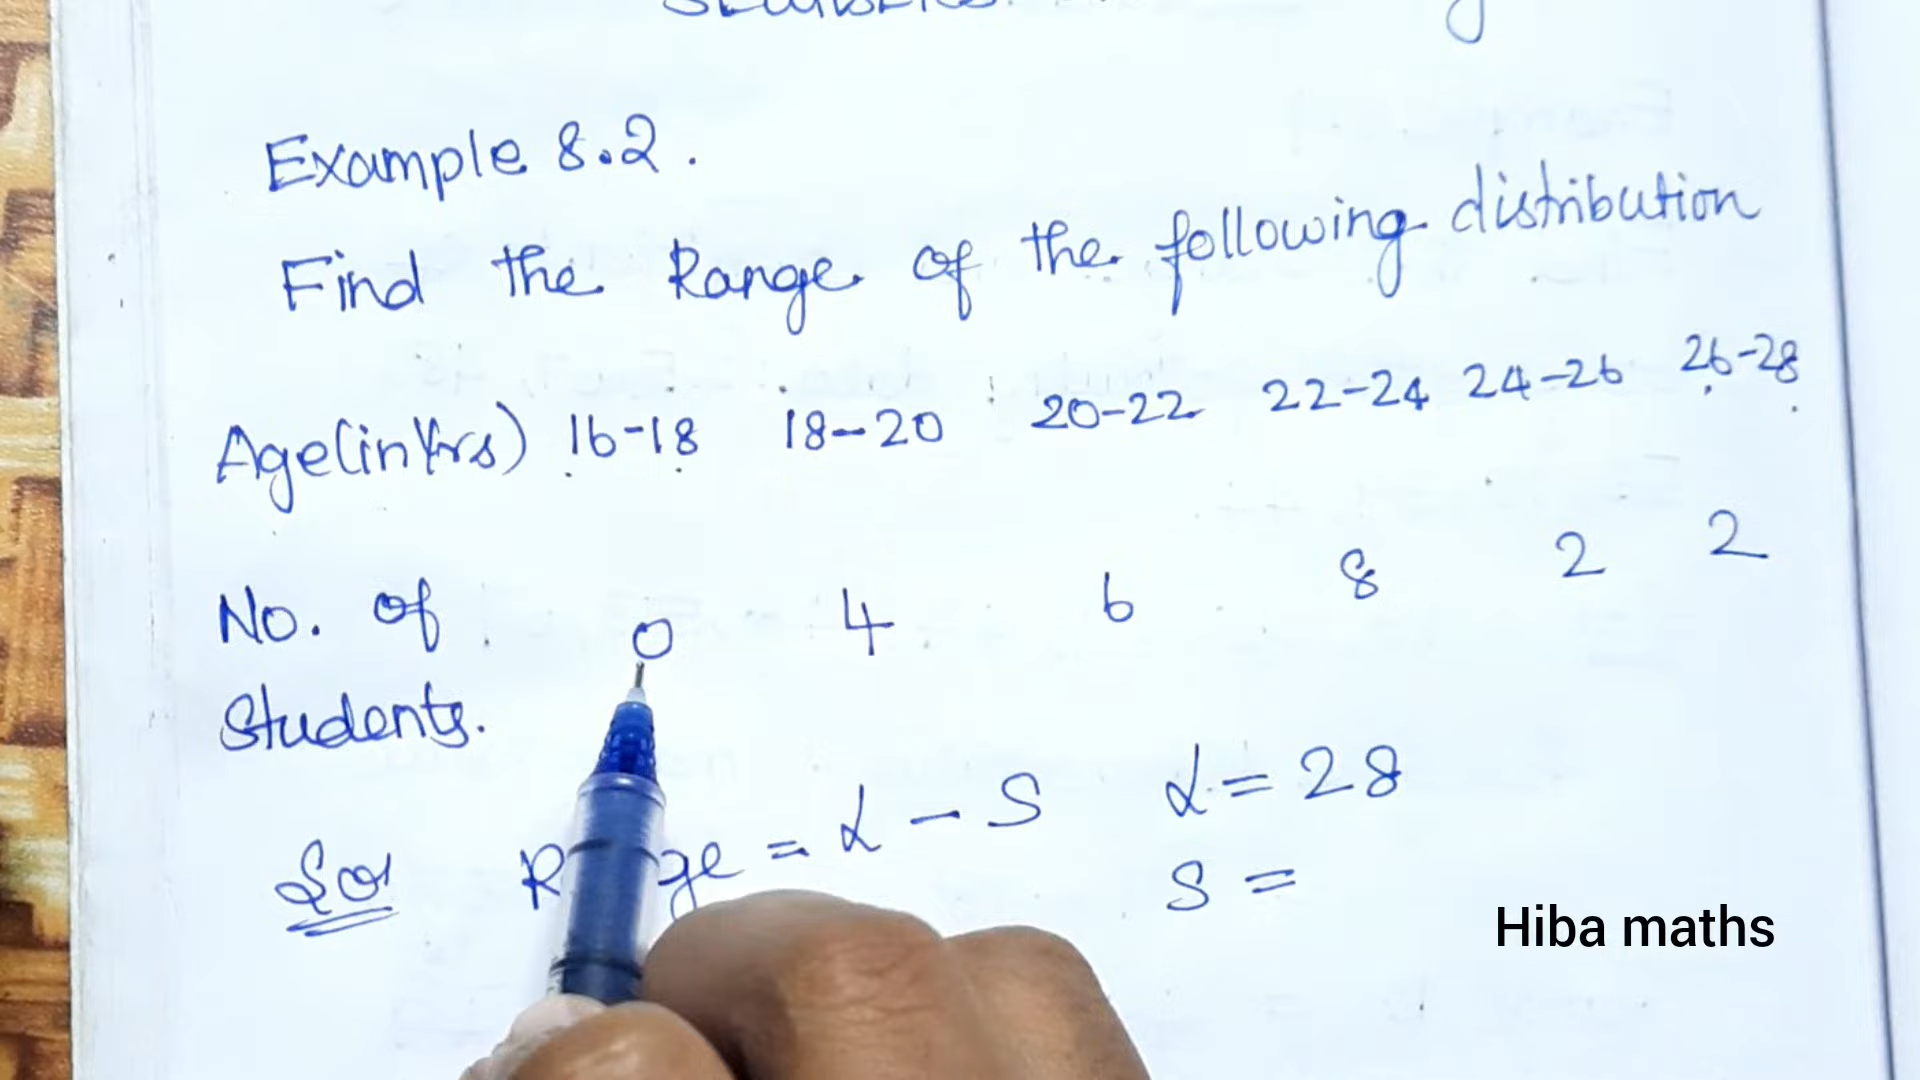 Example 8.2.
Find the Range of the following distribution
Age(in Yrs) 16-18 18-20 20-22 22-24 24-26 26-28
No. of 0 4 6 8 2 2
Students.
Sol = L - S L = 28
S =
Hiba maths